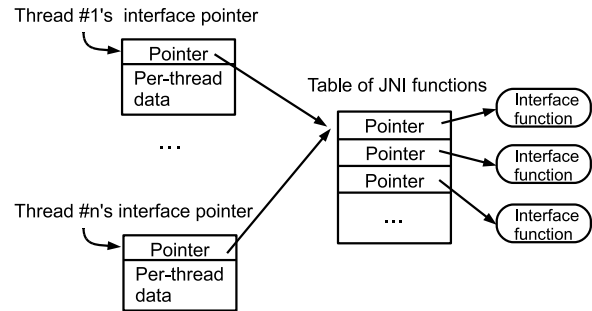 Thread #1's interface pointer
Pointer
Per-thread
data
...
Thread #n's interface pointer
Pointer
Per-thread
data
Table of JNI functions
Pointer
Pointer
Pointer
...
Interface
function
Interface
function
Interface
function